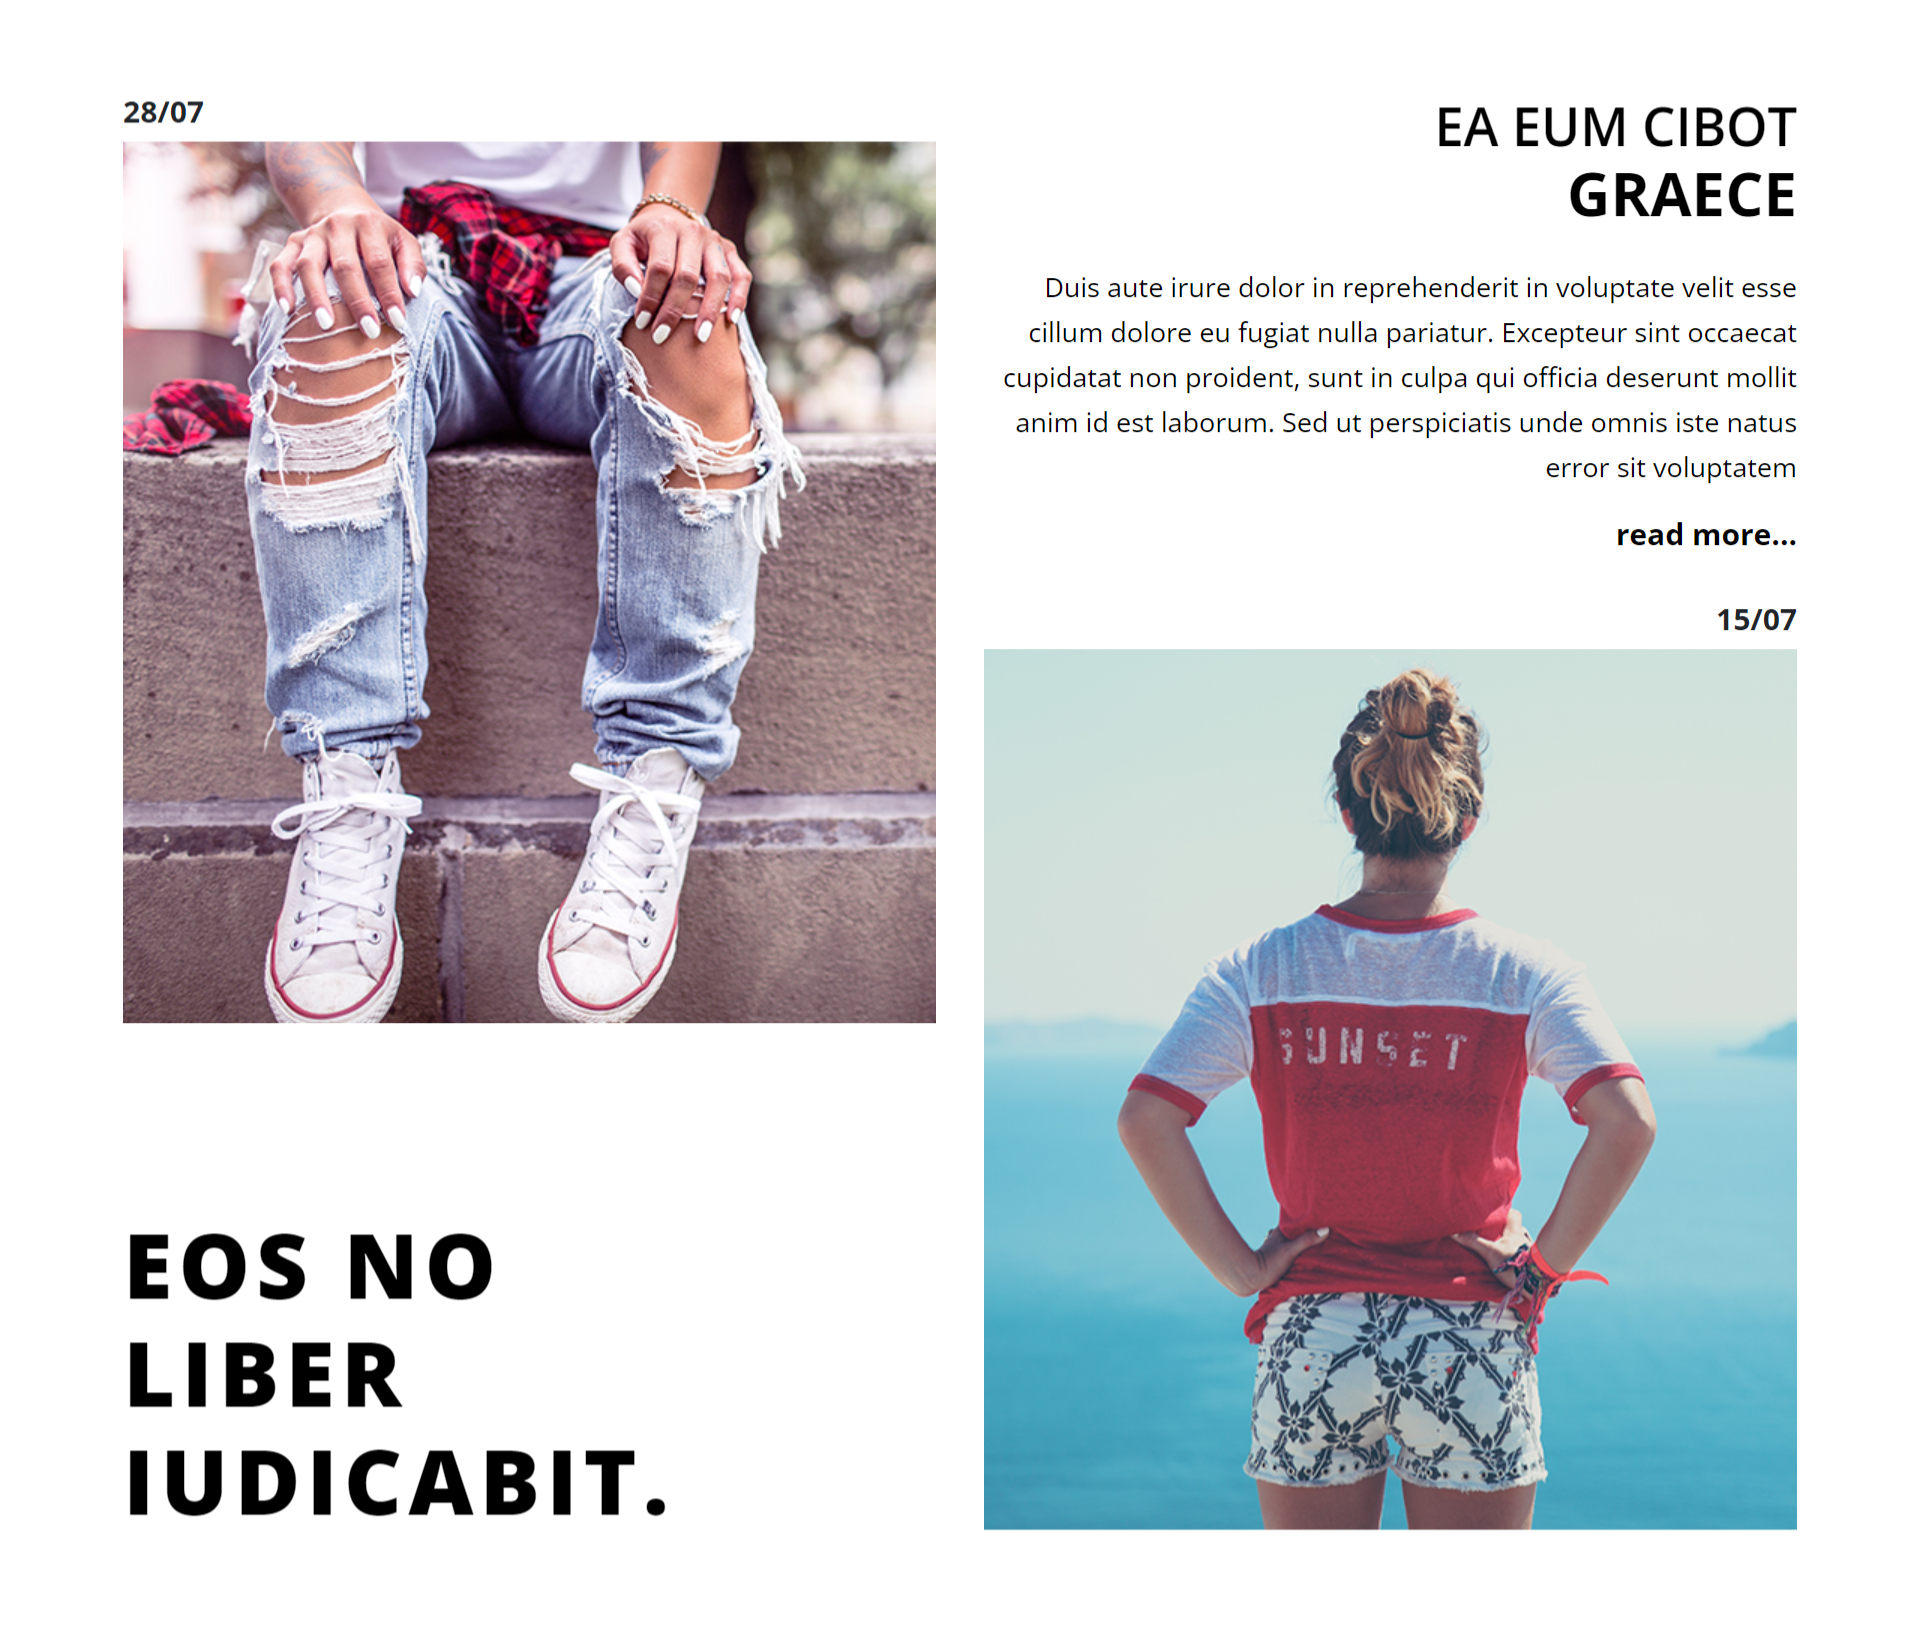 28/07
EA EUM CIBOT
GRAECE
Duis aute irure dolor in reprehenderit in voluptate velit esse
cillum dolore eu fugiat nulla pariatur. Excepteur sint occaecat
cupidatat non proident, sunt in culpa qui officia deserunt mollit
anim id est laborum. Sed ut perspiciatis unde omnis iste natus
error sit voluptatem
read more...
15/07
SUNSET
EOS NO
LIBER
IUDICABIT.